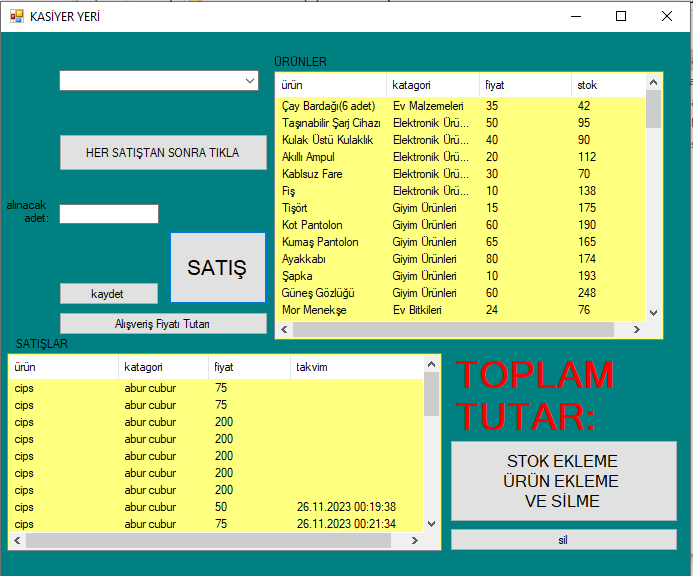 KASİYER YERİ
ÜRÜNLER
ürün katagori fiyat stok
Çay Bardağı(6 adet) Ev Malzemeleri 35 42
Taşınabilir Şarj Cihazı Elektronik Ürü... 50 95
Kulak Üstü Kulaklık Elektronik Ürü... 40 90
Akıllı Ampul Elektronik Ürü... 20 112
Kablsuz Fare Elektronik Ürü... 30 70
Fiş Elektronik Ürü... 10 138
Tişört Giyim Ürünleri 15 175
Kot Pantolon Giyim Ürünleri 60 190
Kumaş Pantolon Giyim Ürünleri 65 165
Ayakkabı Giyim Ürünleri 80 174
Şapka Giyim Ürünleri 10 193
Güneş Gözlüğü Giyim Ürünleri 60 248
Mor Menekşe Ev Bitkileri 24 76
HER SATIŞTAN SONRA TIKLA
alınacak
adet:
SATIŞ
kaydet
Alışveriş Fiyatı Tutarı
SATIŞLAR
ürün katagori fiyat takvim
cips abur cubur 75
cips abur cubur 75
cips abur cubur 200
cips abur cubur 200
cips abur cubur 200
cips abur cubur 200
cips abur cubur 200
cips abur cubur 50 26.11.2023 00:19:38
cips abur cubur 75 26.11.2023 00:21:34
TOPLAM
TUTAR:
STOK EKLEME
ÜRÜN EKLEME
VE SİLME
sil